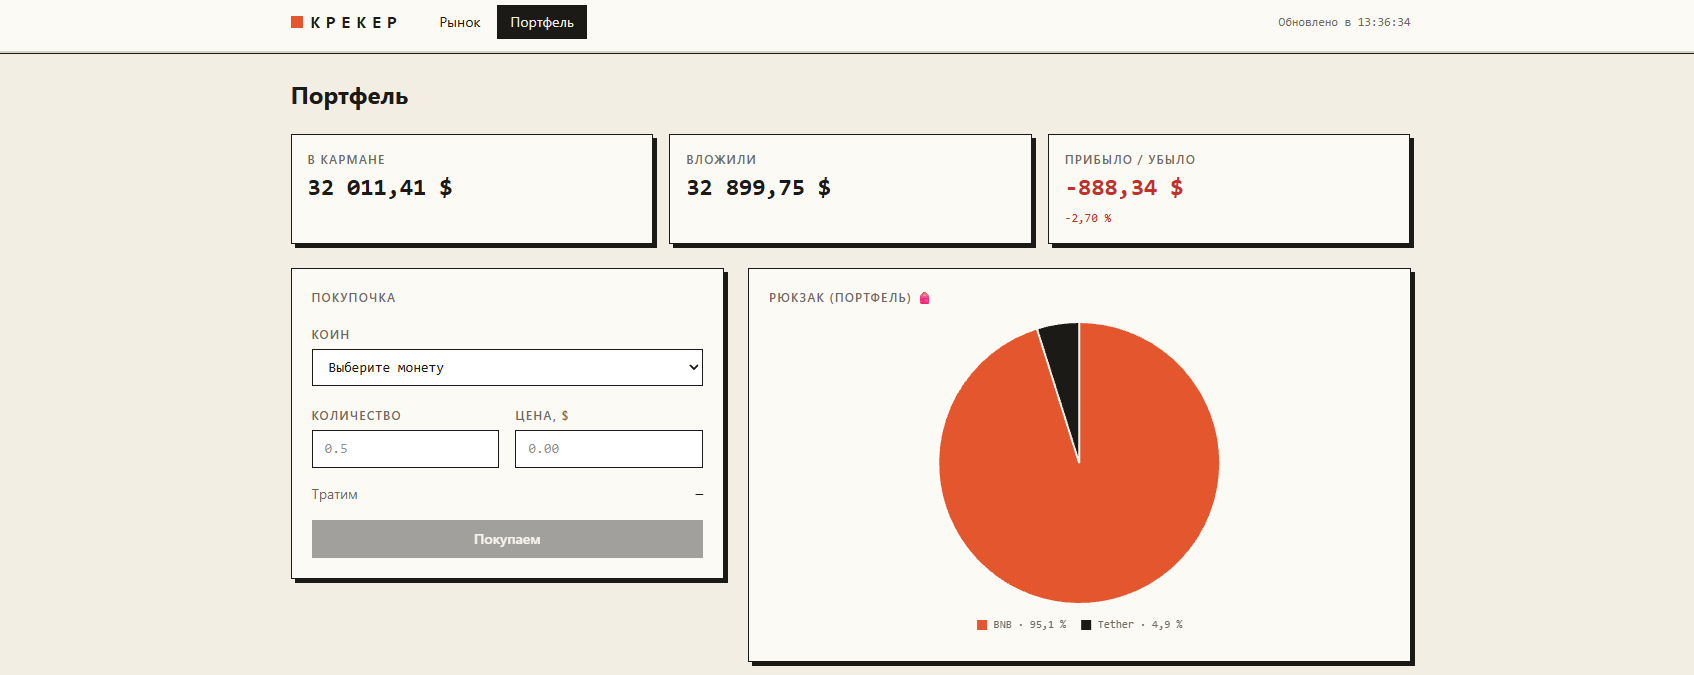 КРЕКЕР Рынок Портфель Обновлено в 13:36:34
Портфель
В КАРМАНЕ
32 011,41 $
ВЛОЖИЛИ
32 899,75 $
ПРИБЫЛО / УБЫЛО
-888,34 $
-2,70 %
ПОКУПОЧКА
КОИН
Выберите монету
КОЛИЧЕСТВО ЦЕНА, $
0.5 0.00
Тратим —
Покупаем
РЮКЗАК (ПОРТФЕЛЬ)
BNB · 95,1 % Tether · 4,9 %